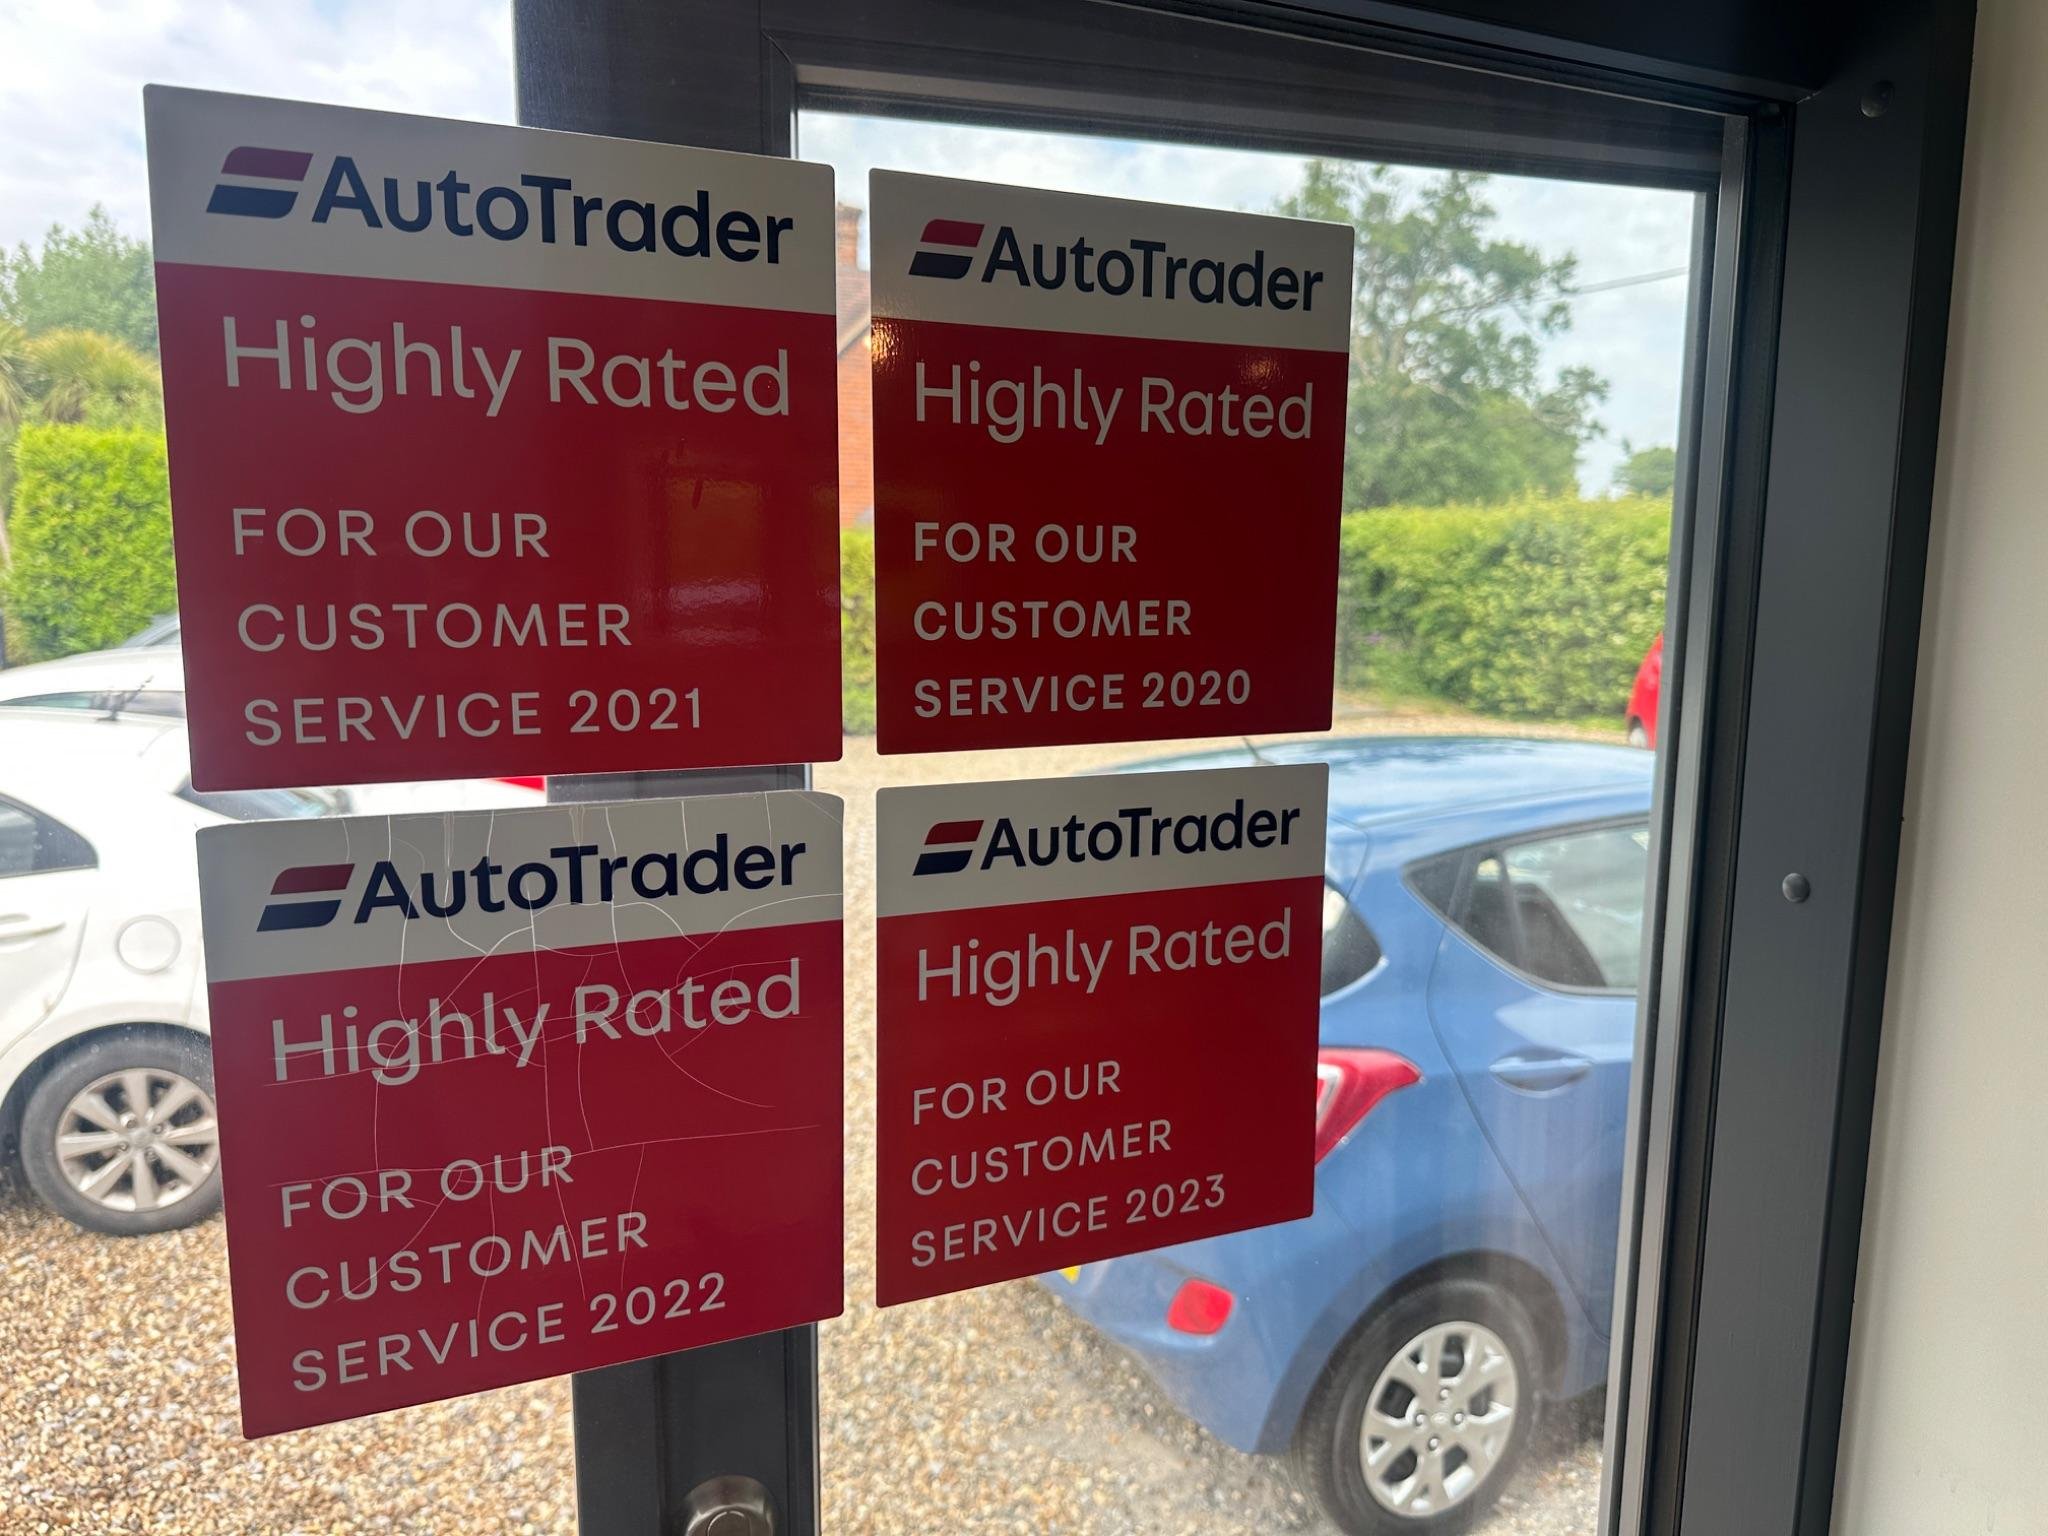 AutoTrader
Highly Rated
FOR OUR
CUSTOMER
SERVICE 2021
AutoTrader
Highly Rated
FOR OUR
CUSTOMER
SERVICE 2020
AutoTrader
Highly Rated
FOR OUR
CUSTOMER
SERVICE 2022
AutoTrader
Highly Rated
FOR OUR
CUSTOMER
SERVICE 2023